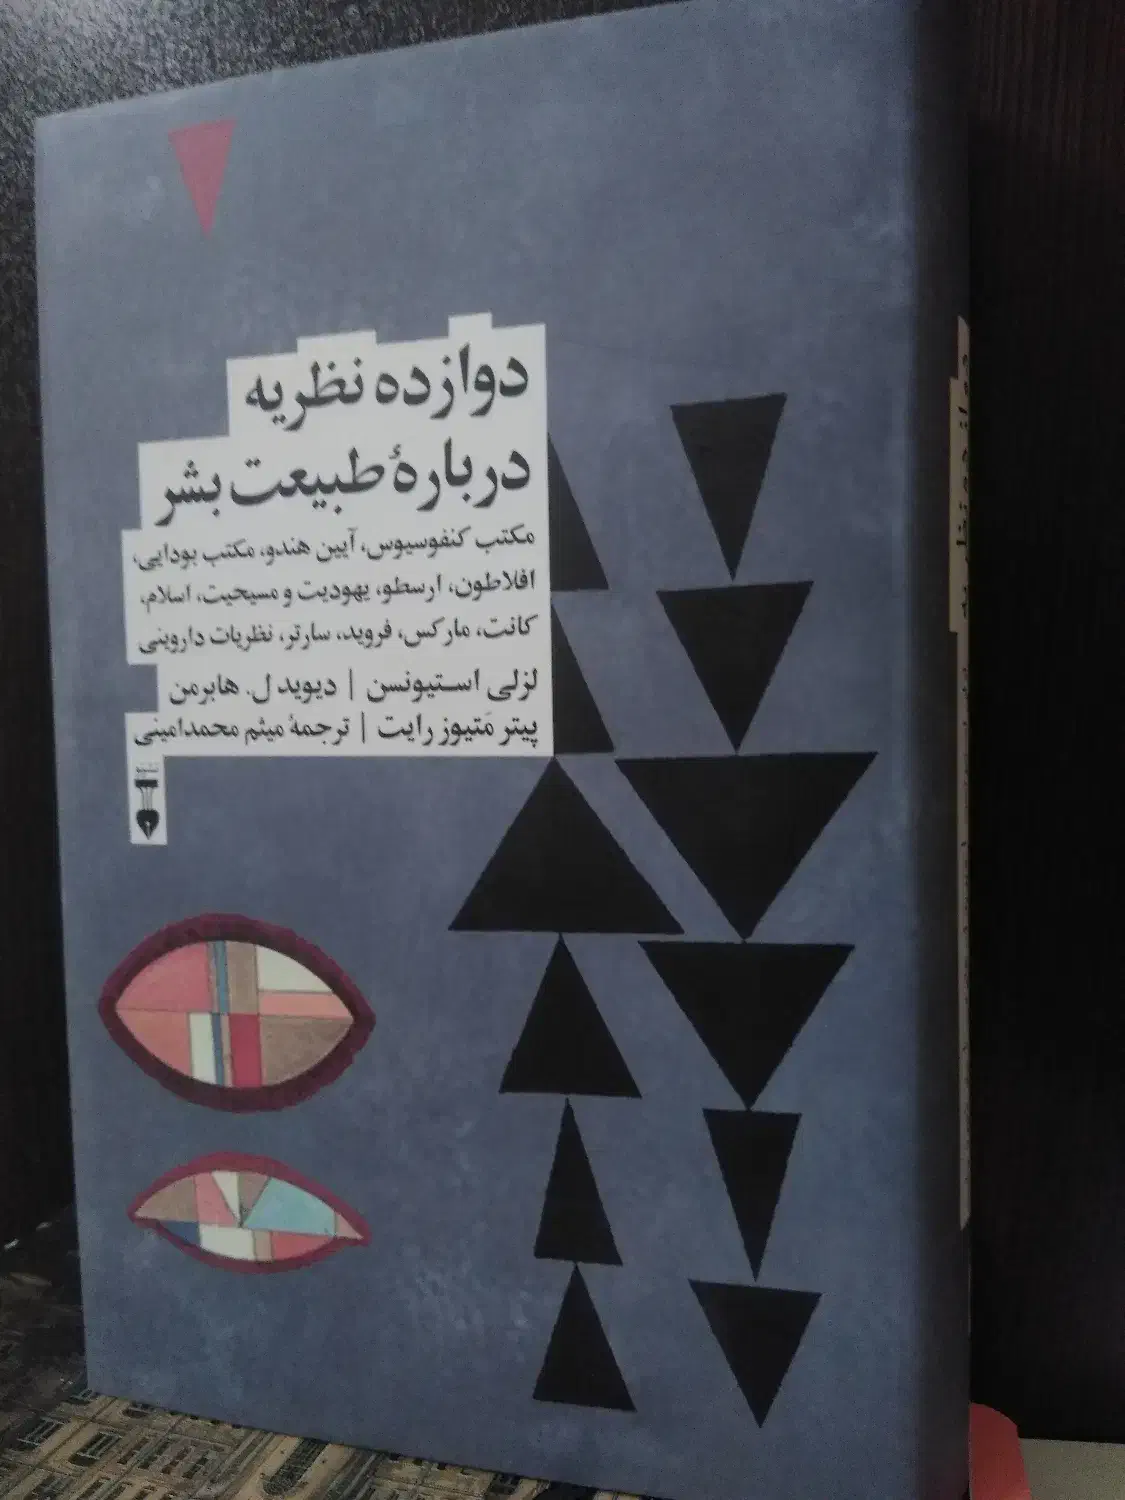 دوازده نظریه
دربارهٔ طبیعت بشر
مکتب کنفوسیوس، آیین هندو، مکتب بودایی،
افلاطون، ارسطو، یهودیت و مسیحیت، اسلام،
کانت، مارکس، فروید، سارتر، نظریات داروینی
لزلی استیونسن | دیوید ل. هابرمن
پیتر مَتیوز رایت | ترجمهٔ میثم محمدامینی